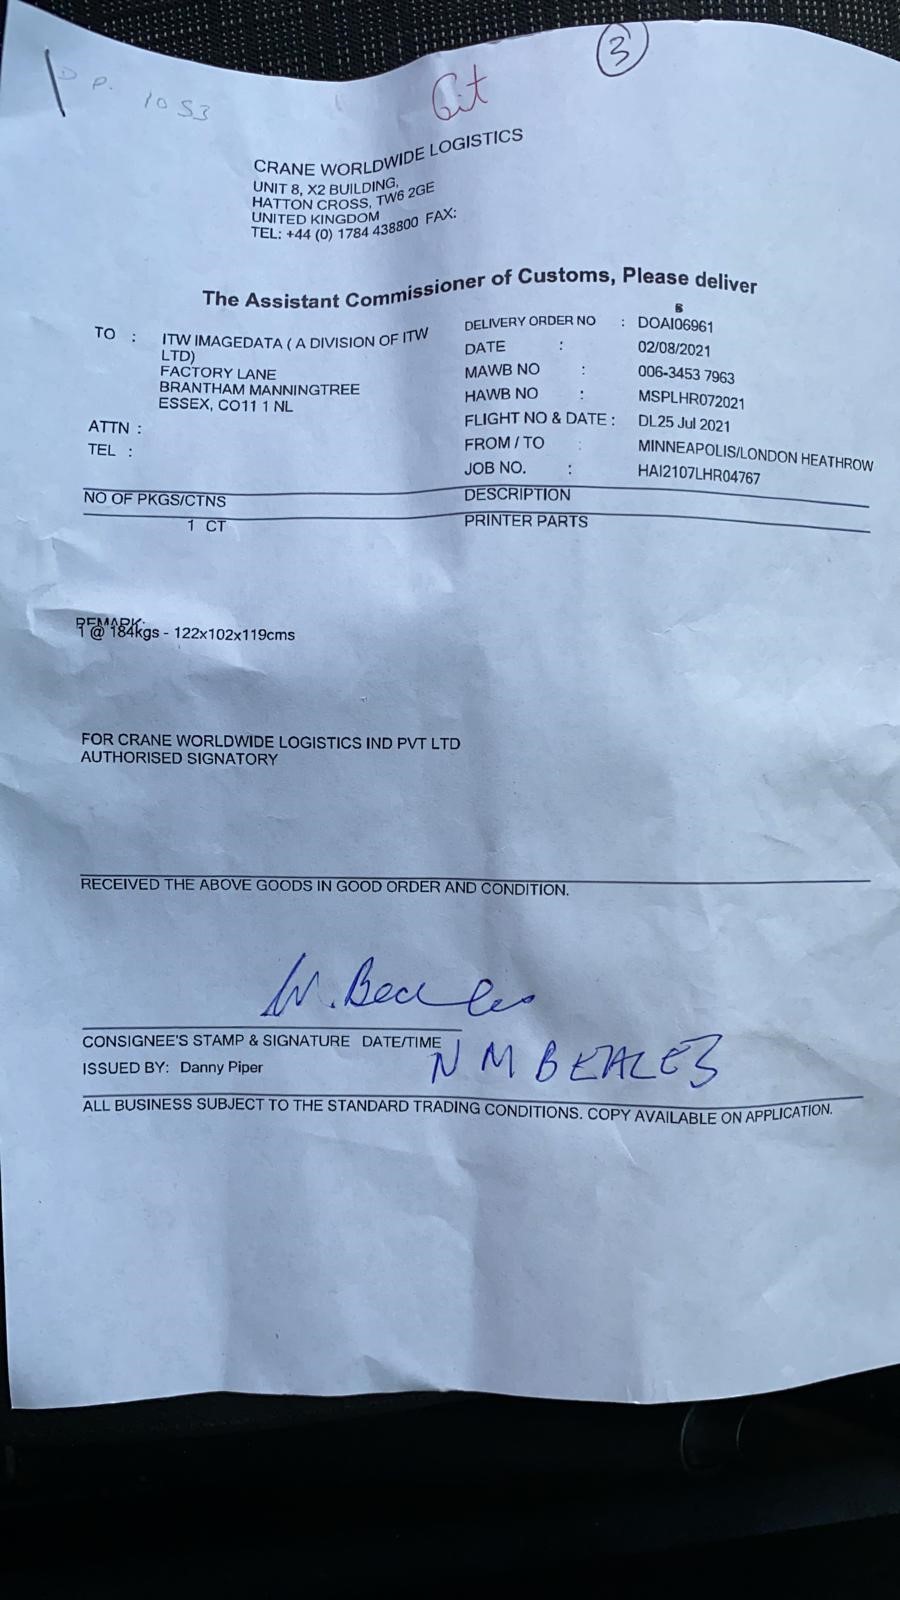 3
Git
D P. 1053
CRANE WORLDWIDE LOGISTICS
UNIT 8, X2 BUILDING,
HATTON CROSS, TW6 2GE
UNITED KINGDOM
TEL: +44 (0) 1784 438800 FAX:
The Assistant Commissioner of Customs, Please deliver
TO : ITW IMAGEDATA ( A DIVISION OF ITW
LTD)
FACTORY LANE
BRANTHAM MANNINGTREE
ESSEX, CO11 1 NL
ATTN :
TEL :
DELIVERY ORDER NO : DOAI06961
DATE : 02/08/2021
MAWB NO : 006-3453 7963
HAWB NO : MSPLHR072021
FLIGHT NO & DATE : DL25 Jul 2021
FROM / TO : MINNEAPOLIS/LONDON HEATHROW
JOB NO. : HAI2107LHR04767
NO OF PKGS/CTNS DESCRIPTION
1 CT PRINTER PARTS
REMARK:
1 @ 184kgs - 122x102x119cms
FOR CRANE WORLDWIDE LOGISTICS IND PVT LTD
AUTHORISED SIGNATORY
RECEIVED THE ABOVE GOODS IN GOOD ORDER AND CONDITION.
CONSIGNEE'S STAMP & SIGNATURE DATE/TIME
N M BEALES
ISSUED BY: Danny Piper
ALL BUSINESS SUBJECT TO THE STANDARD TRADING CONDITIONS. COPY AVAILABLE ON APPLICATION.